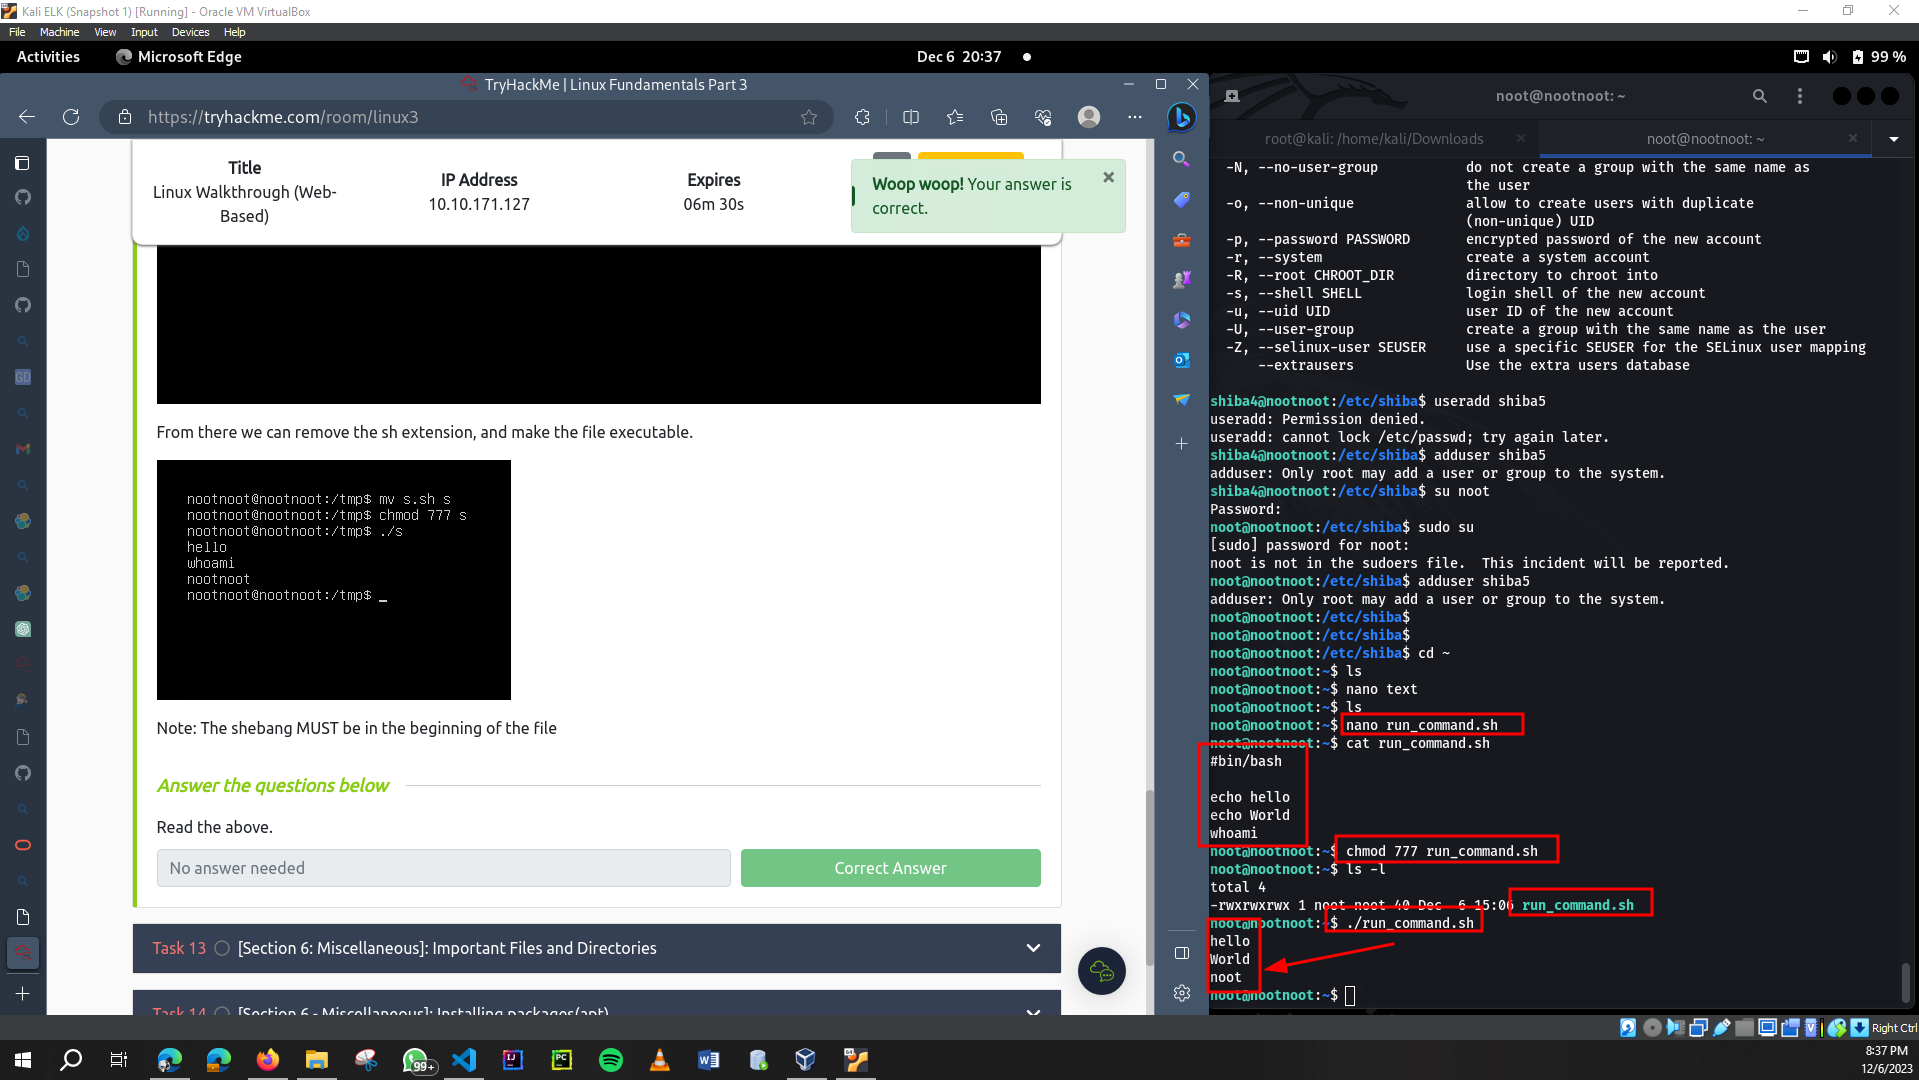 Kali ELK (Snapshot 1) [Running] - Oracle VM VirtualBox
File Machine View Input Devices Help
Activities Microsoft Edge Dec 6 20:37 99 %
TryHackMe | Linux Fundamentals Part 3
https://tryhackme.com/room/linux3
Title
Linux Walkthrough (Web-
Based)
IP Address
10.10.171.127
Expires
06m 30s
Woop woop! Your answer is
correct.
From there we can remove the sh extension, and make the file executable.
nootnoot@nootnoot:/tmp$ mv s.sh s
nootnoot@nootnoot:/tmp$ chmod 777 s
nootnoot@nootnoot:/tmp$ ./s
hello
whoami
nootnoot
nootnoot@nootnoot:/tmp$ _
Note: The shebang MUST be in the beginning of the file
Answer the questions below
Read the above.
No answer needed
Correct Answer
Task 13 [Section 6: Miscellaneous]: Important Files and Directories
Task 14 [Section 6 - Miscellaneous]: Installing packages(apt)
GD
noot@nootnoot: ~
root@kali: /home/kali/Downloads
noot@nootnoot: ~
-N, --no-user-group do not create a group with the same name as
the user
-o, --non-unique allow to create users with duplicate
(non-unique) UID
-p, --password PASSWORD encrypted password of the new account
-r, --system create a system account
-R, --root CHROOT_DIR directory to chroot into
-s, --shell SHELL login shell of the new account
-u, --uid UID user ID of the new account
-U, --user-group create a group with the same name as the user
-Z, --selinux-user SEUSER use a specific SEUSER for the SELinux user mapping
--extrausers Use the extra users database
shiba4@nootnoot:/etc/shiba$ useradd shiba5
useradd: Permission denied.
useradd: cannot lock /etc/passwd; try again later.
shiba4@nootnoot:/etc/shiba$ adduser shiba5
adduser: Only root may add a user or group to the system.
shiba4@nootnoot:/etc/shiba$ su noot
Password:
noot@nootnoot:/etc/shiba$ sudo su
[sudo] password for noot:
noot is not in the sudoers file.  This incident will be reported.
noot@nootnoot:/etc/shiba$ adduser shiba5
adduser: Only root may add a user or group to the system.
noot@nootnoot:/etc/shiba$
noot@nootnoot:/etc/shiba$
noot@nootnoot:/etc/shiba$ cd ~
noot@nootnoot:~$ ls
noot@nootnoot:~$ nano text
noot@nootnoot:~$ ls
noot@nootnoot:~$ nano run_command.sh
noot@nootnoot:~$ cat run_command.sh
#bin/bash
echo hello
echo World
whoami
noot@nootnoot:~$ chmod 777 run_command.sh
noot@nootnoot:~$ ls -l
total 4
-rwxrwxrwx 1 noot noot 40 Dec  6 15:06 run_command.sh
noot@nootnoot:~$ ./run_command.sh
hello
World
noot
noot@nootnoot:~$
Right Ctrl
99+
8:37 PM
12/6/2023